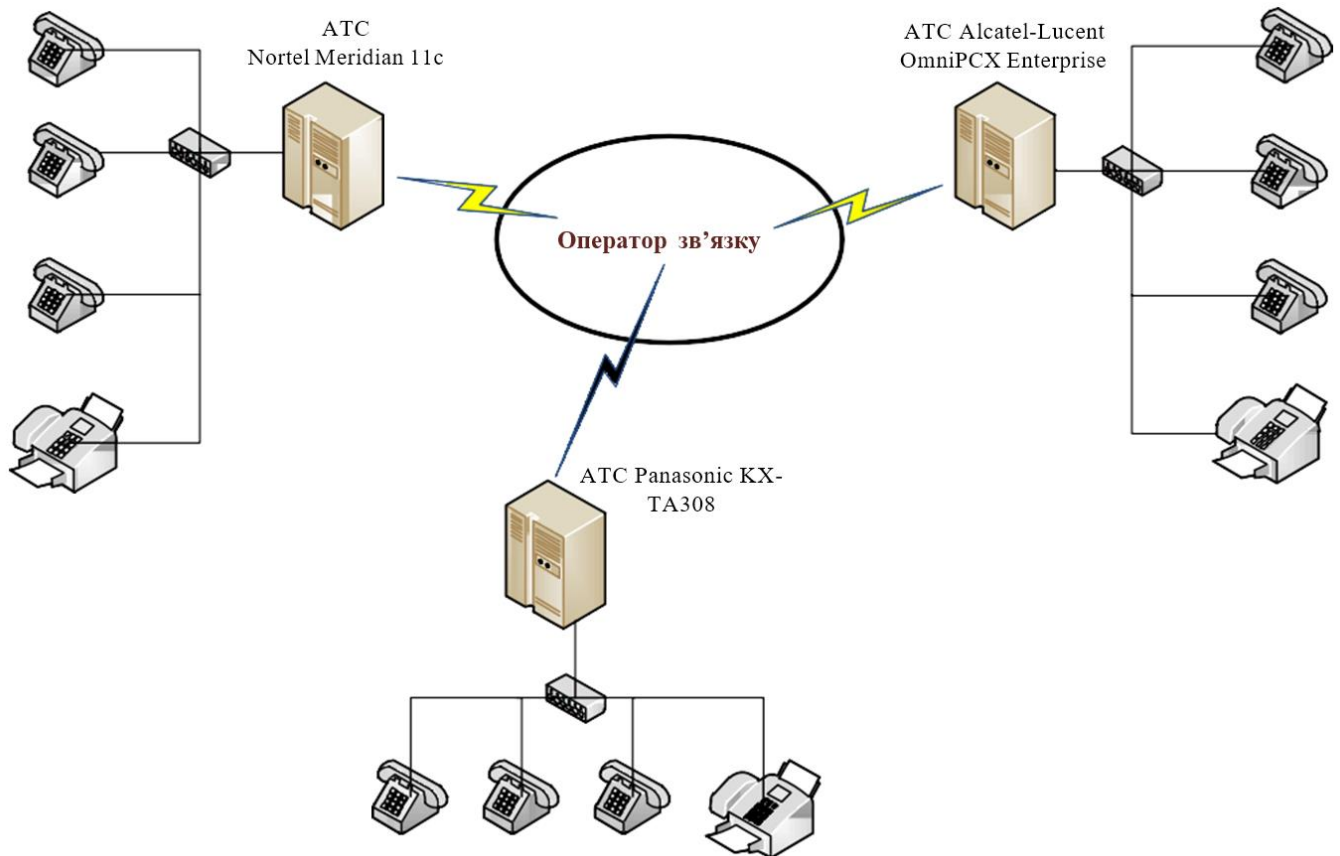 АТС
Nortel Meridian 11c
АТС Alcatel-Lucent
OmniPCX Enterprise
Оператор зв’язку
АТС Panasonic KX-
TA308